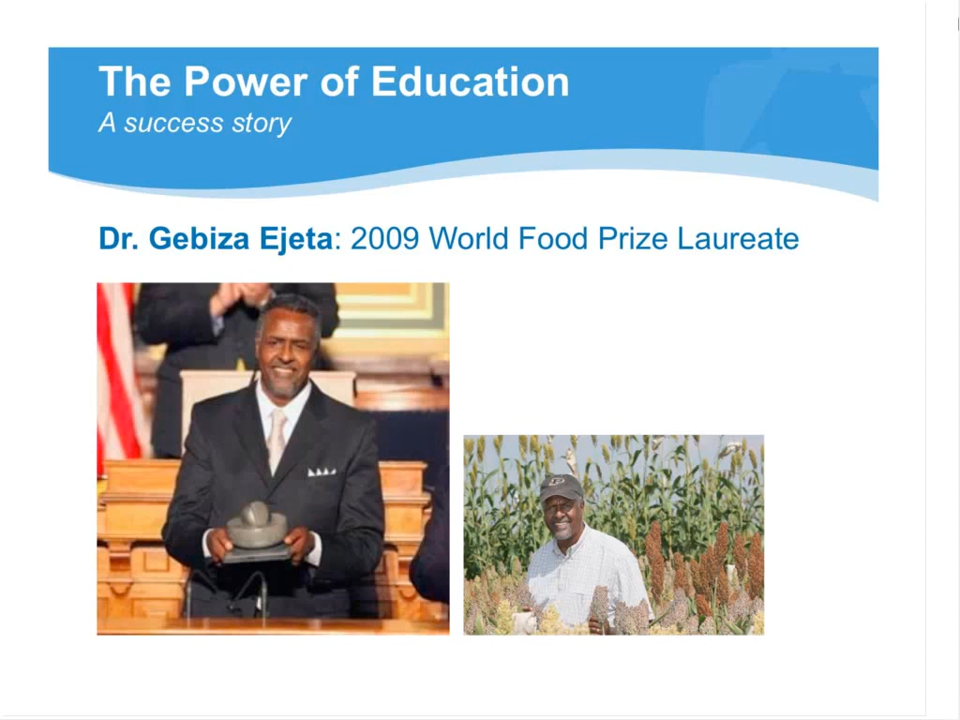 The Power of Education
A success story
Dr. Gebiza Ejeta: 2009 World Food Prize Laureate